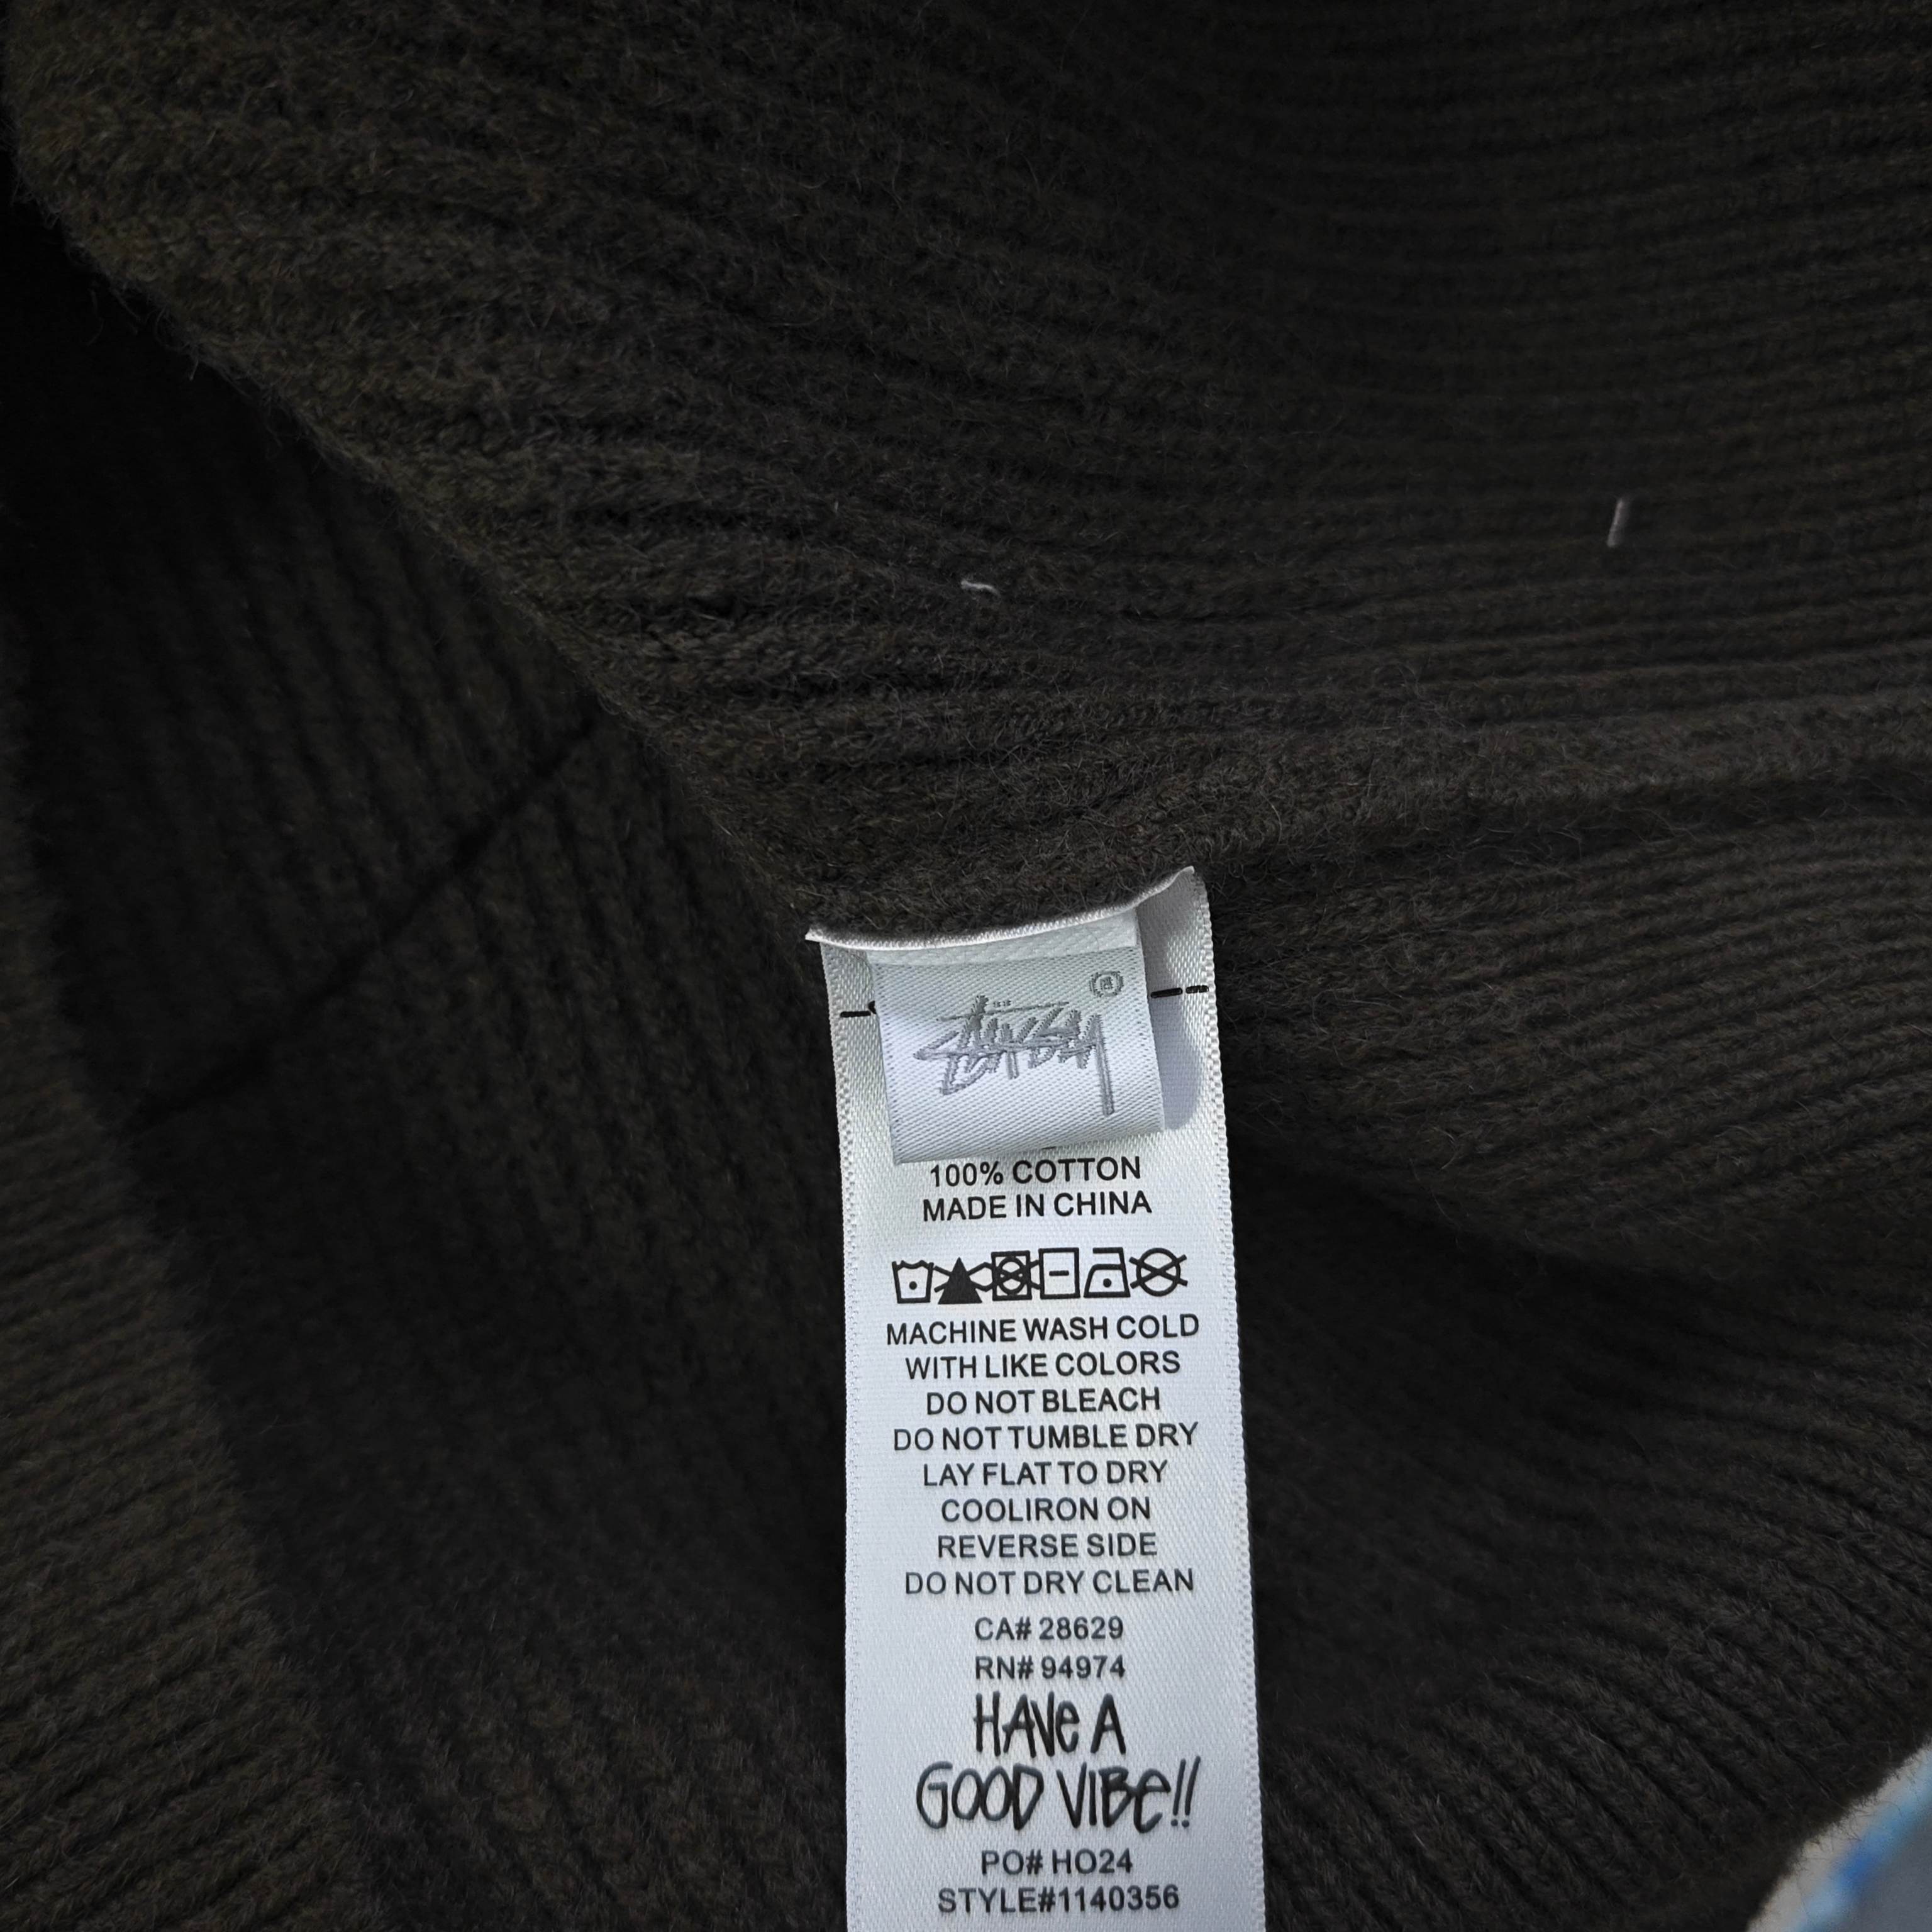 STÜSSY ®
100% COTTON
MADE IN CHINA
MACHINE WASH COLD
WITH LIKE COLORS
DO NOT BLEACH
DO NOT TUMBLE DRY
LAY FLAT TO DRY
COOLIRON ON
REVERSE SIDE
DO NOT DRY CLEAN
CA# 28629
RN# 94974
HAVe A
GOOD VIBe!!
PO# HO24
STYLE#1140356